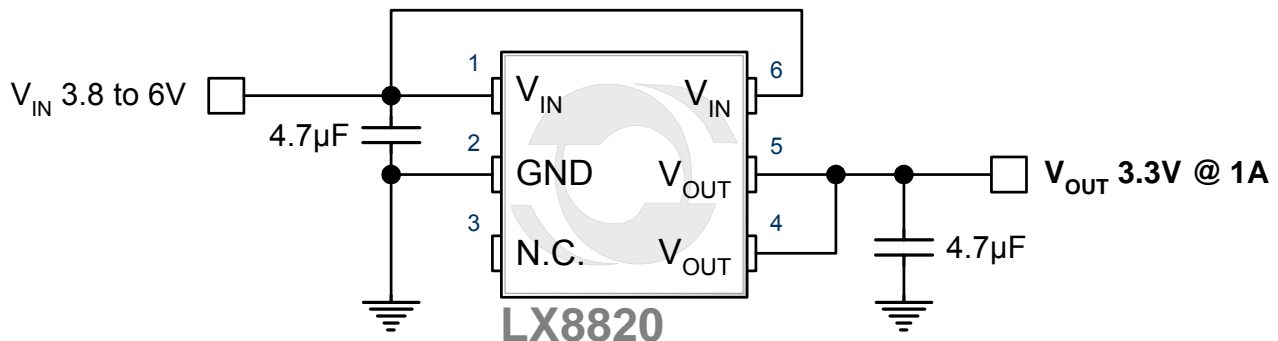 V_IN 3.8 to 6V
4.7µF
1
V_IN
V_IN
6
2
GND
V_OUT
5
3
N.C.
V_OUT
4
V_OUT 3.3V @ 1A
4.7µF
LX8820